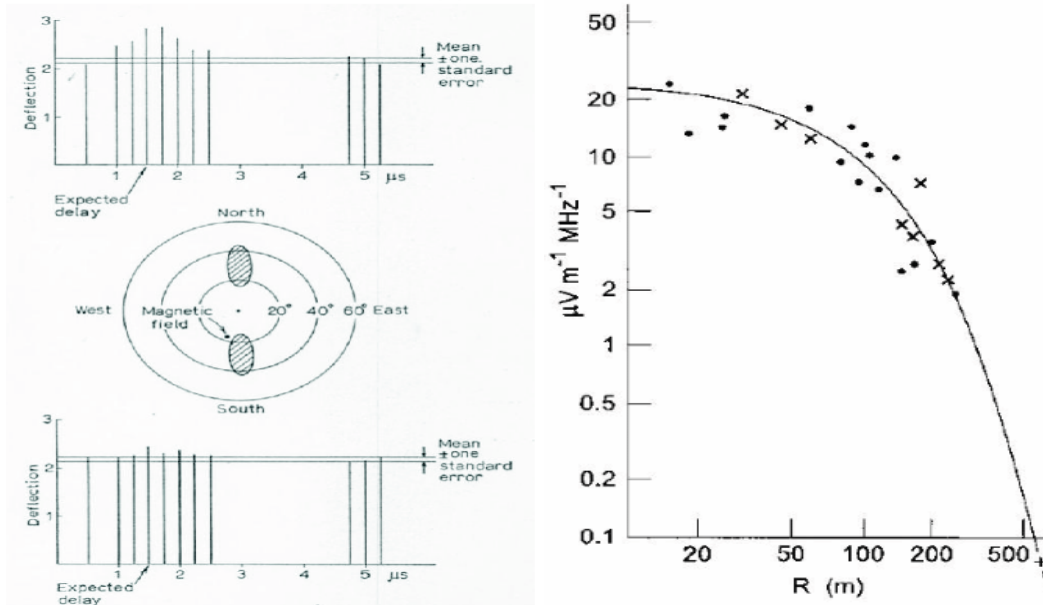 3
Mean
± one
standard
error
2
Deflection
1
1
2
3
4
5
μs
Expected
delay
North
West
Magnetic
field
20°
40°
60°
East
South
3
Mean
± one
standard
error
2
Deflection
1
1
2
3
4
5
μs
Expected
delay
50
20
10
5
2
1
0.5
0.2
0.1
μV m⁻¹ MHz⁻¹
20
50
100
200
500
R (m)